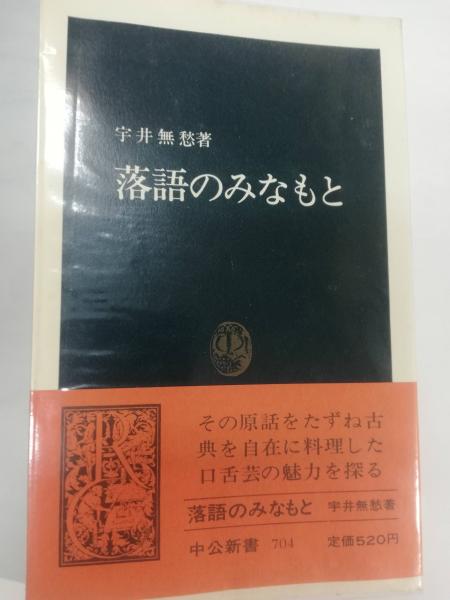 宇井無愁著
落語のみなもと
その原話をたずね古
典を自在に料理した
口舌芸の魅力を探る
落語のみなもと 宇井無愁著
中公新書 704 定価520円